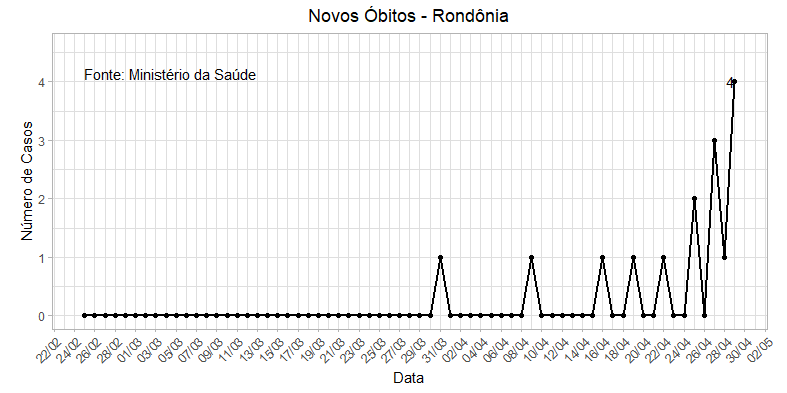 Novos Óbitos - Rondônia
Fonte: Ministério da Saúde
4
4
3
2
1
0
Número de Casos
22/02 24/02 26/02 28/02 01/03 03/03 05/03 07/03 09/03 11/03 13/03 15/03 17/03 19/03 21/03 23/03 25/03 27/03 29/03 31/03 02/04 04/04 06/04 08/04 10/04 12/04 14/04 16/04 18/04 20/04 22/04 24/04 26/04 28/04 30/04 02/05
Data